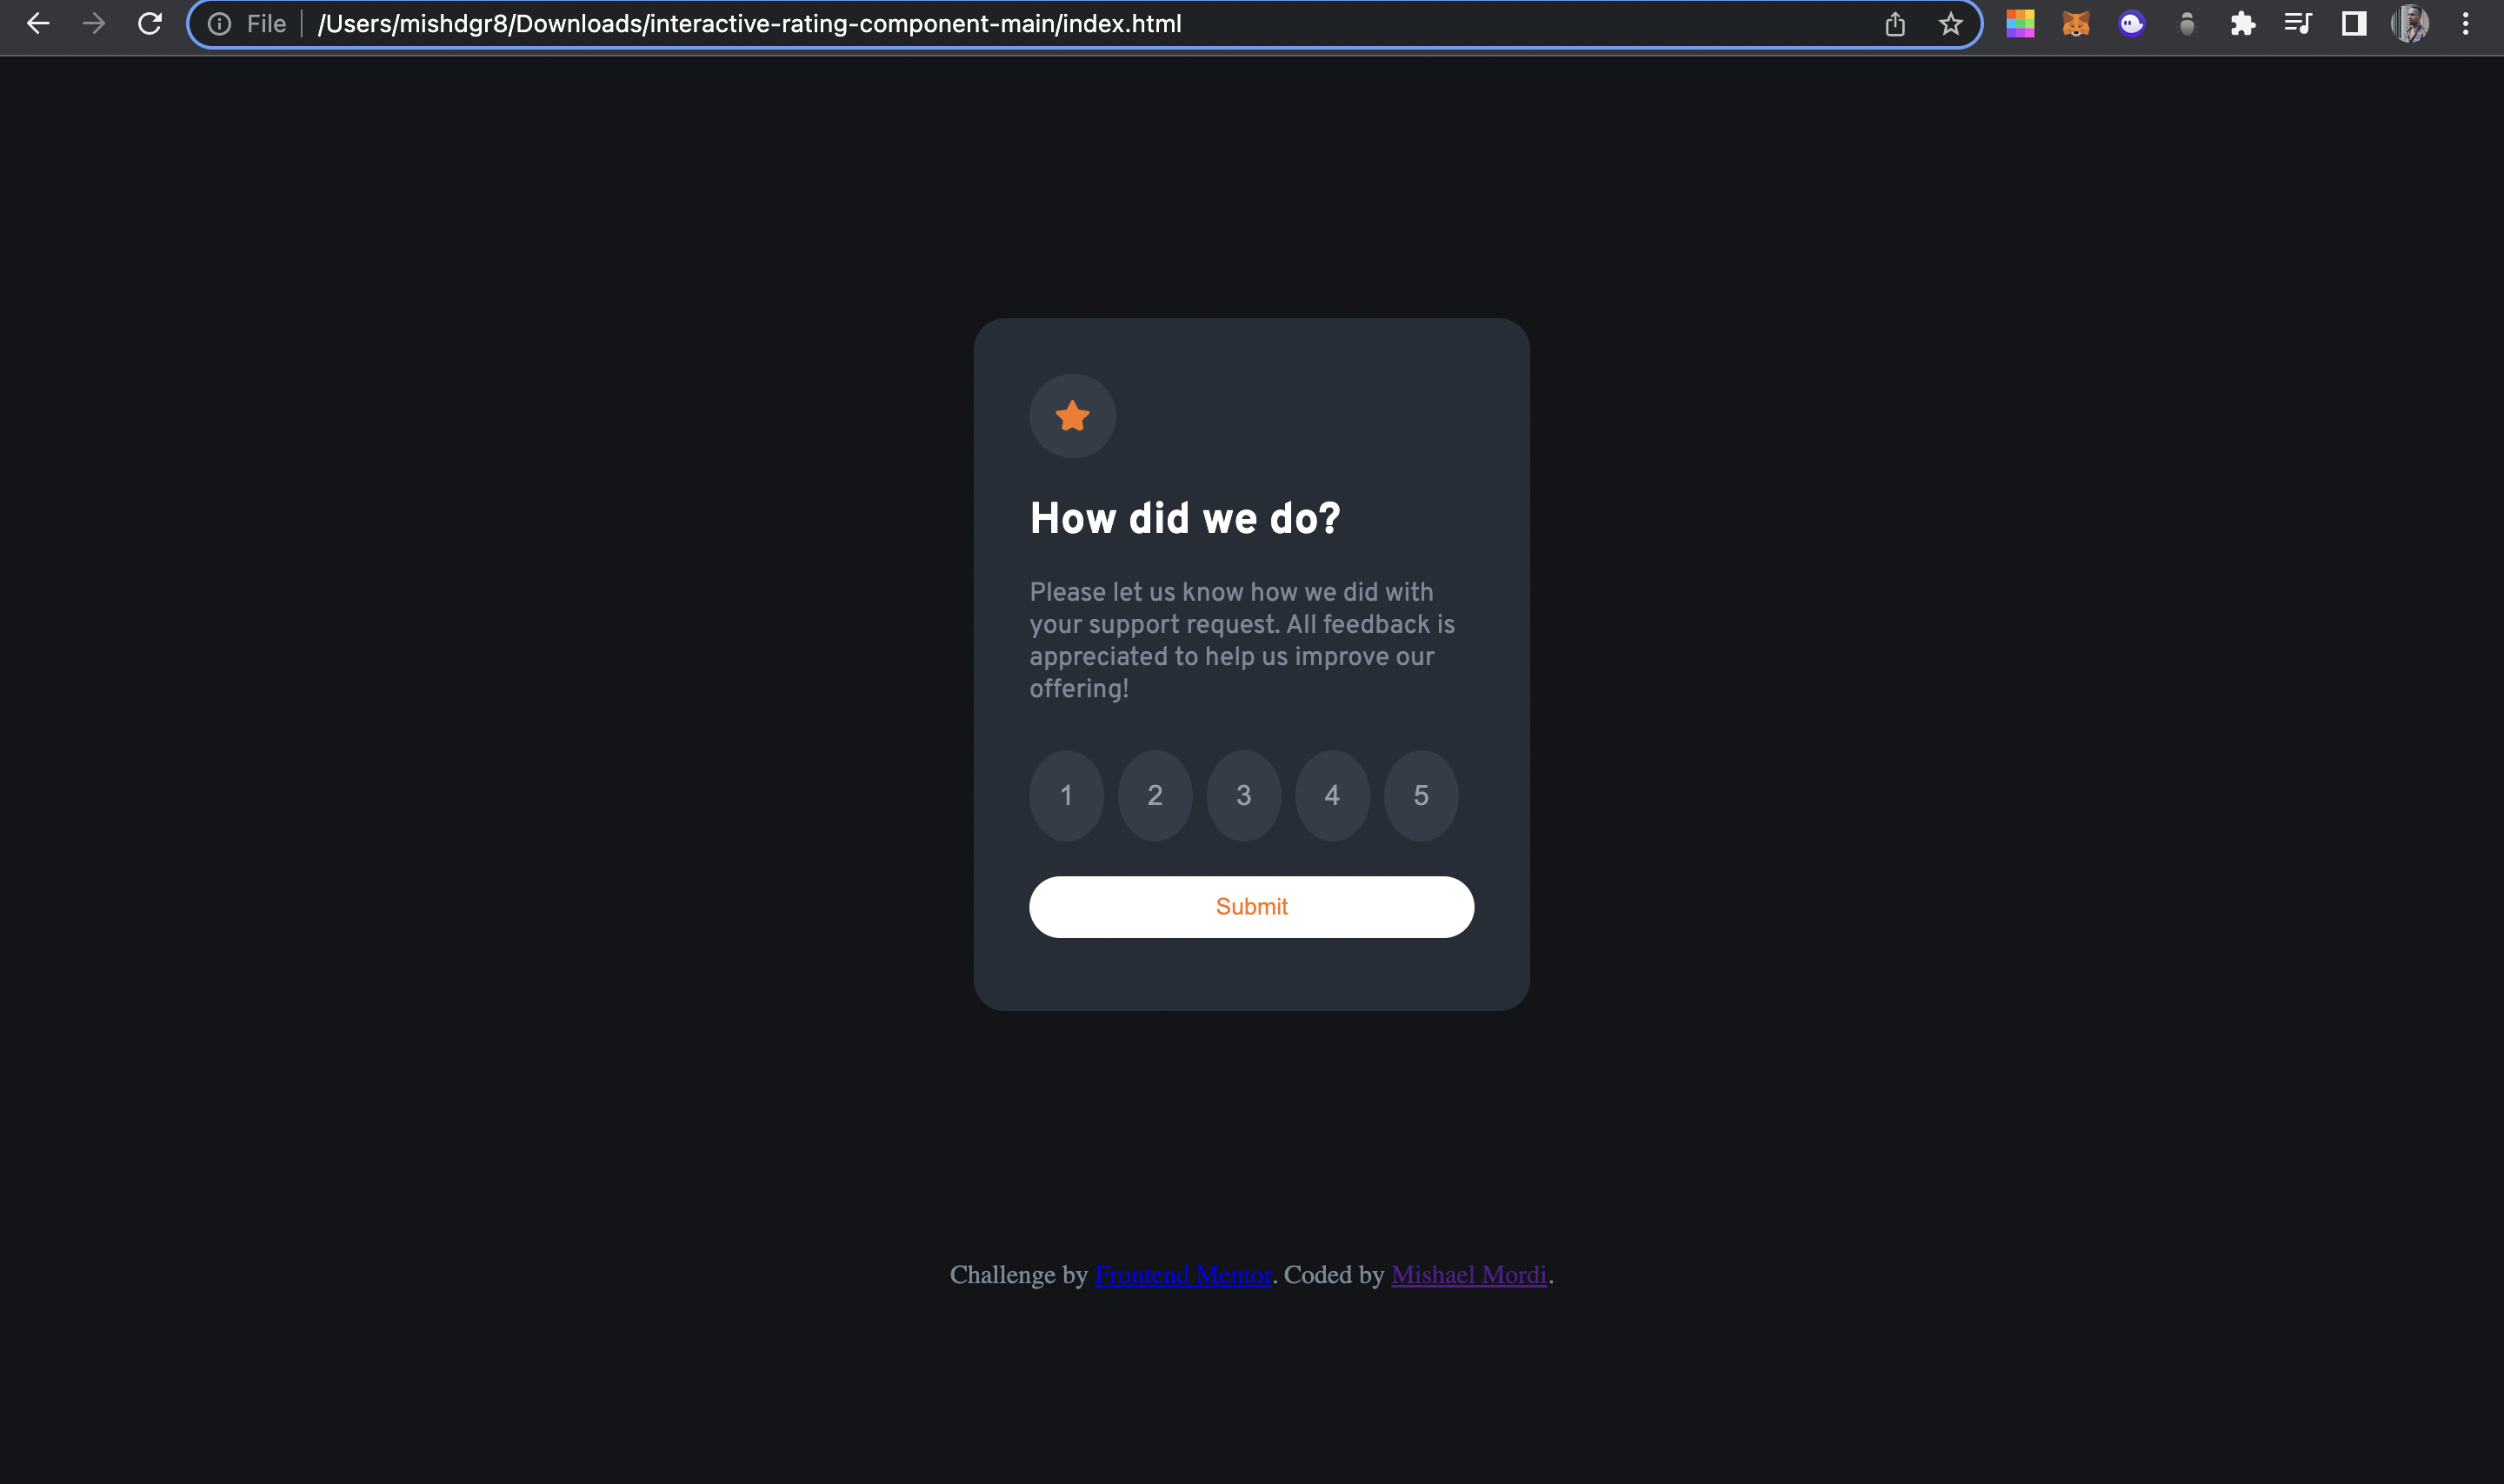 File /Users/mishdgr8/Downloads/interactive-rating-component-main/index.html
How did we do?
Please let us know how we did with
your support request. All feedback is
appreciated to help us improve our
offering!
1 2 3 4 5
Submit
Challenge by Frontend Mentor. Coded by Mishael Mordi.